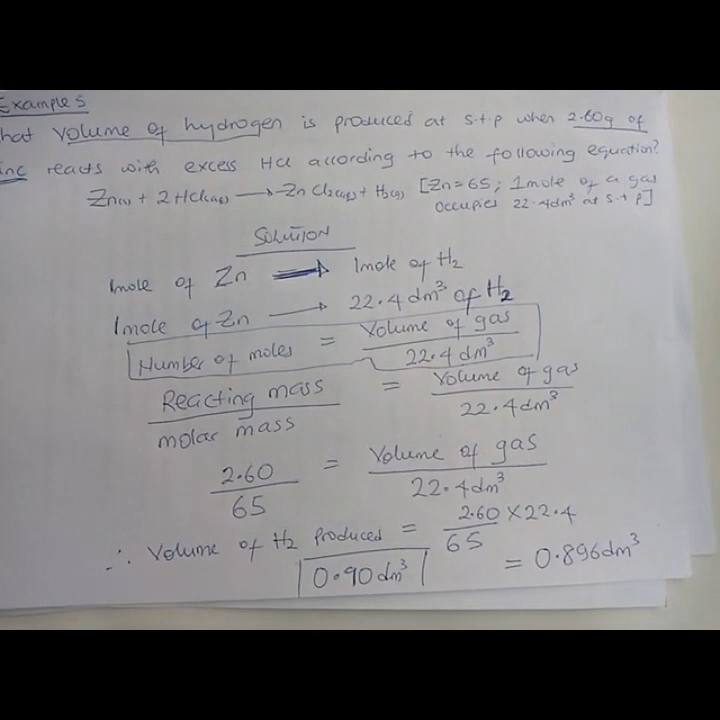 Example 5
hat Volume of hydrogen is produced at s.t.p when 2.60g of
inc reacts with excess HCl according to the following equation?
Zn(s) + 2HCl(aq) → ZnCl2(aq) + H2(g) [Zn=65; 1mole of a gas
occupies 22.4dm³ at s.t.p]
SOLUTION
1mole of Zn → 1mole of H2
1mole of Zn → 22.4dm³ of H2
Number of moles = Volume of gas / 22.4dm³
Reacting mass / molar mass = Volume of gas / 22.4dm³
2.60 / 65 = Volume of gas / 22.4dm³
∴ Volume of H2 Produced = 2.60 / 65 × 22.4
= 0.896dm³
0.90dm³